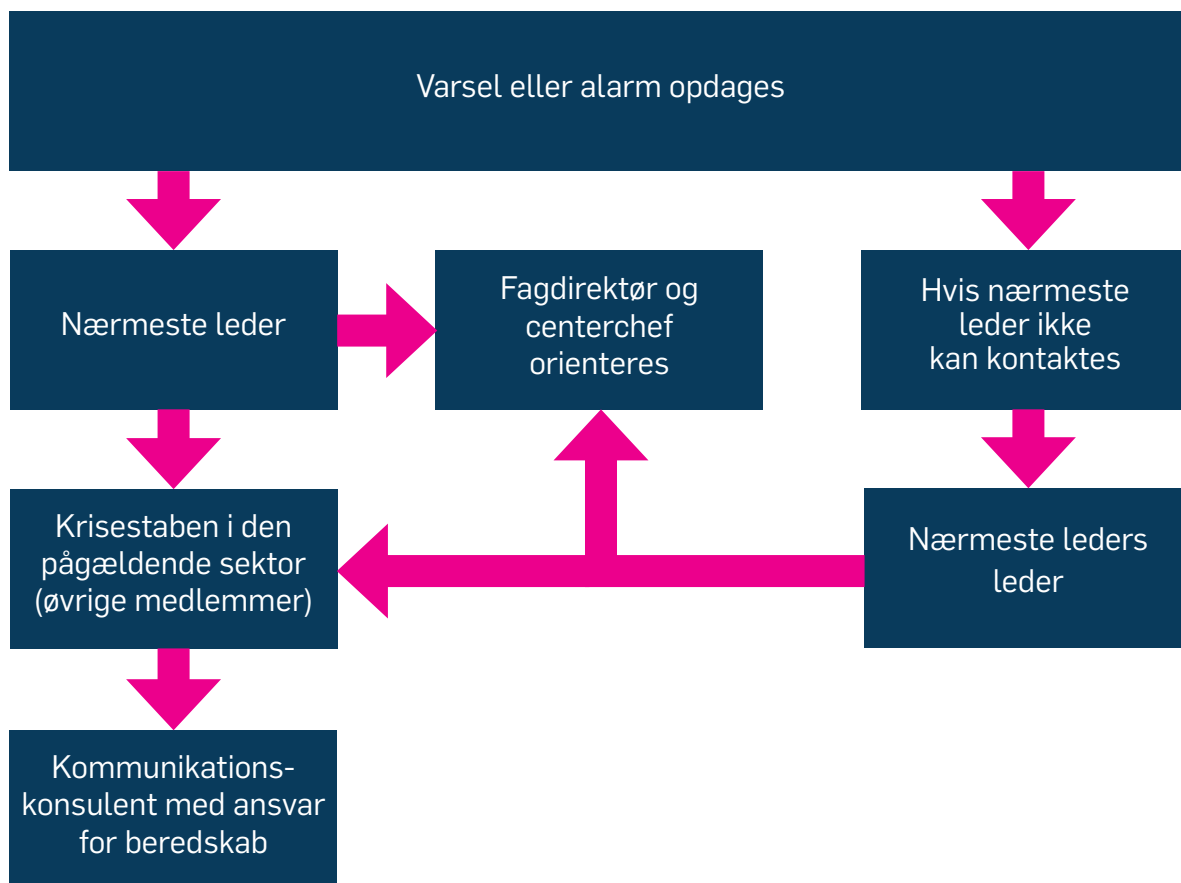 Varsel eller alarm opdages
Nærmeste leder
Fagdirektør og
centerchef
orienteres
Hvis nærmeste
leder ikke
kan kontaktes
Krisestaben i den
pågældende sektor
(øvrige medlemmer)
Nærmeste leders
leder
Kommunikations-
konsulent med ansvar
for beredskab